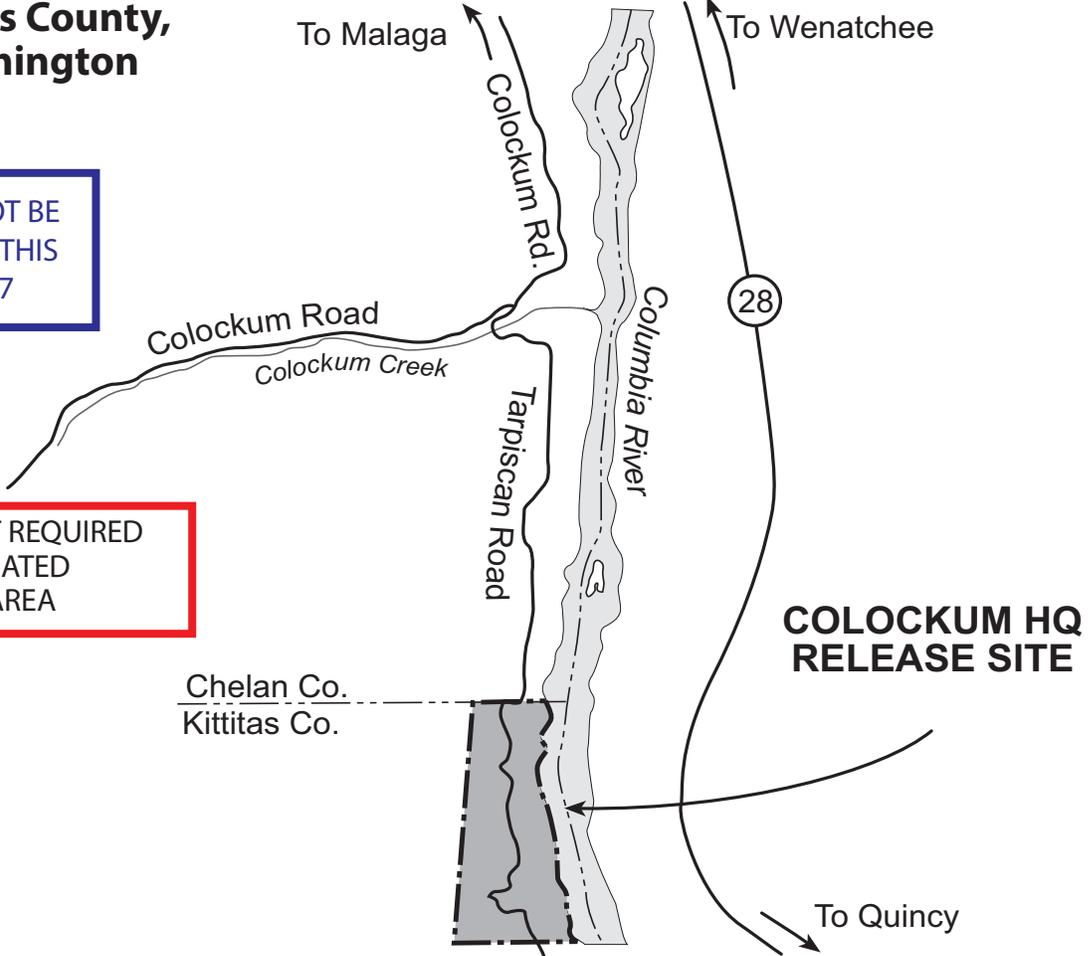 s County,
To Malaga
To Wenatchee
Colockum Rd.
OT BE
THIS
7
28
Colockum Road
Colockum Creek
Columbia River
Tarpiscan Road
REQUIRED
ATED
AREA
COLOCKUM HQ
RELEASE SITE
Chelan Co.
Kittitas Co.
To Quincy